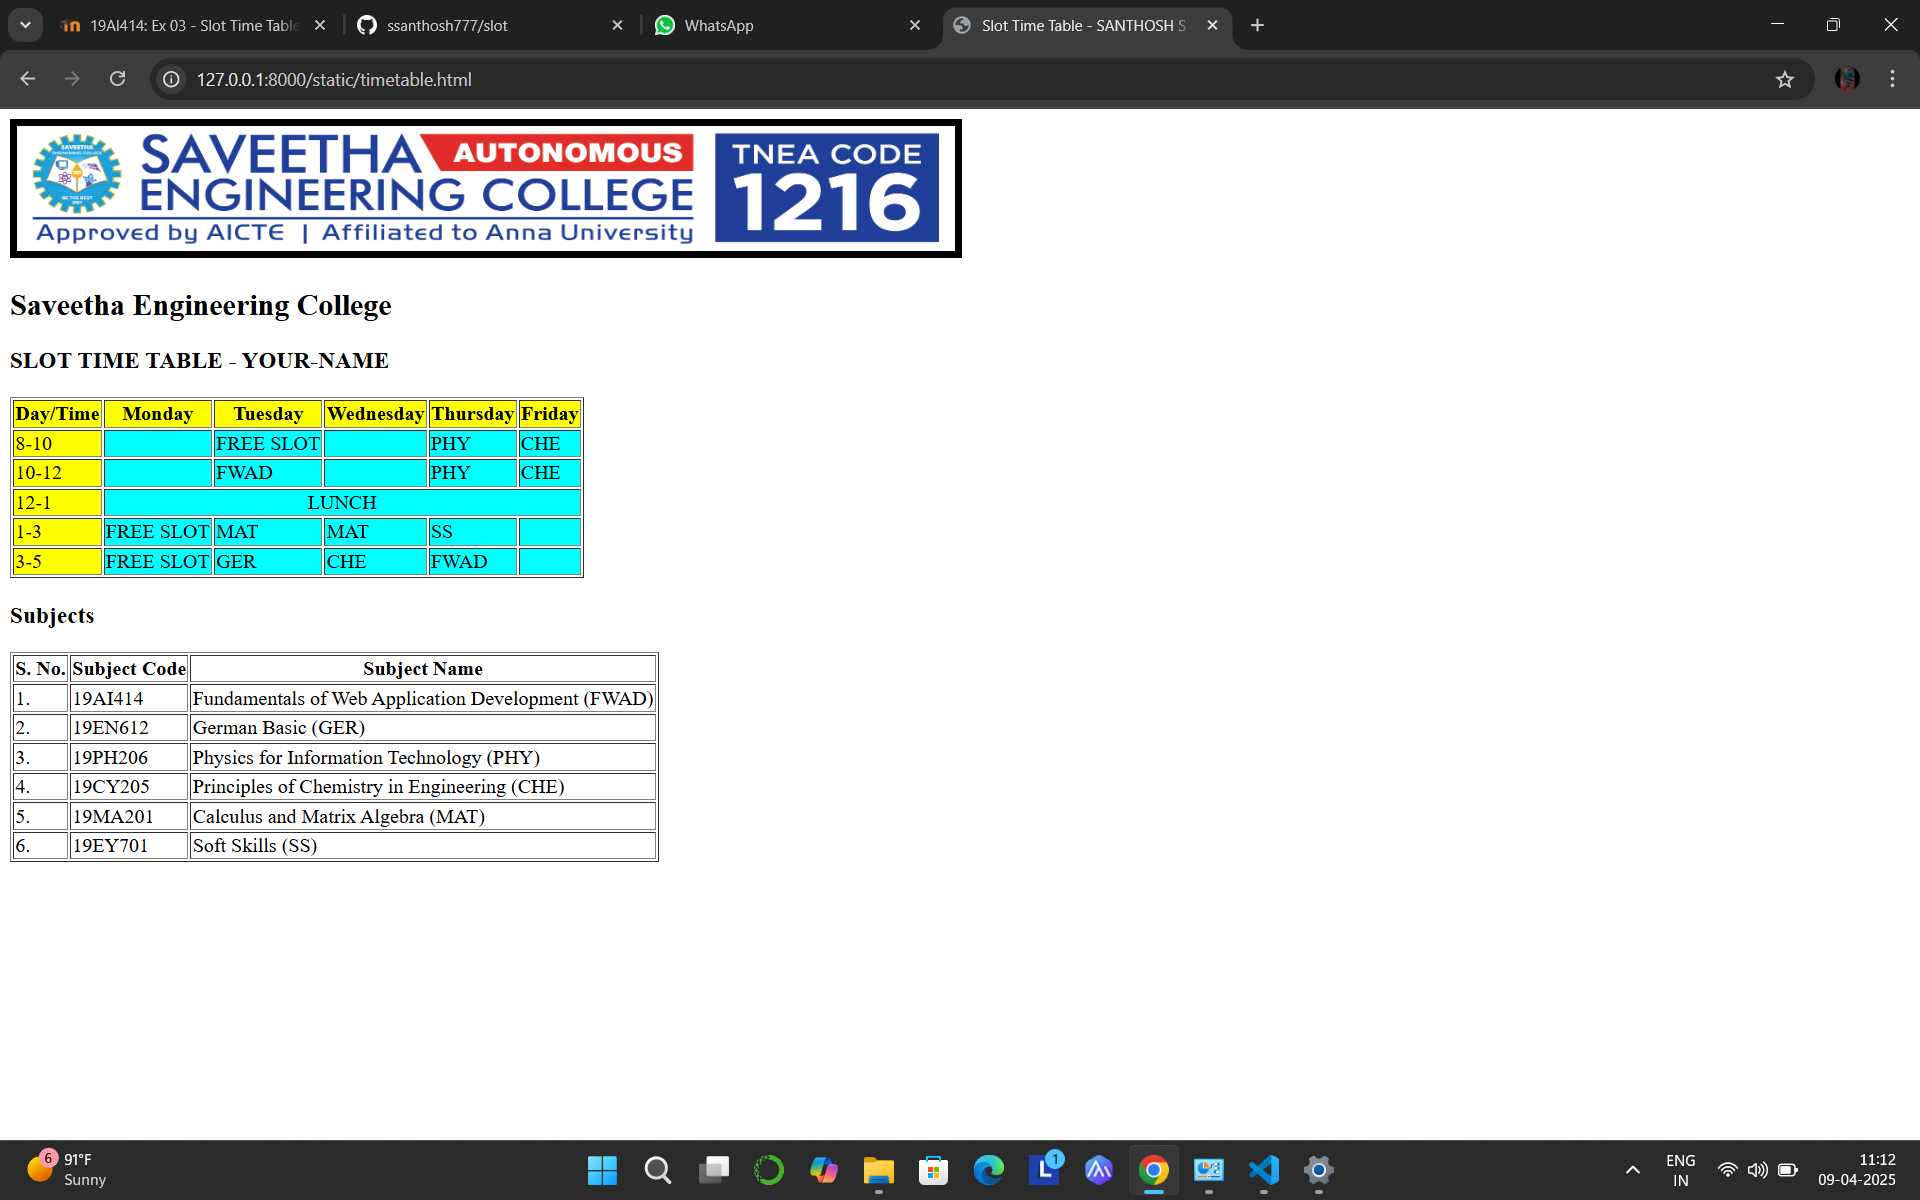 19AI414: Ex 03 - Slot Time Table
ssanthosh777/slot
WhatsApp
Slot Time Table - SANTHOSH S
127.0.0.1:8000/static/timetable.html
SAVEETHA
AUTONOMOUS
ENGINEERING COLLEGE
Approved by AICTE | Affiliated to Anna University
TNEA CODE
1216
Saveetha Engineering College
SLOT TIME TABLE - YOUR-NAME
Day/Time Monday Tuesday Wednesday Thursday Friday
8-10 FREE SLOT PHY CHE
10-12 FWAD PHY CHE
12-1 LUNCH
1-3 FREE SLOT MAT MAT SS
3-5 FREE SLOT GER CHE FWAD
Subjects
S. No. Subject Code Subject Name
1. 19AI414 Fundamentals of Web Application Development (FWAD)
2. 19EN612 German Basic (GER)
3. 19PH206 Physics for Information Technology (PHY)
4. 19CY205 Principles of Chemistry in Engineering (CHE)
5. 19MA201 Calculus and Matrix Algebra (MAT)
6. 19EY701 Soft Skills (SS)
6
91°F
Sunny
L
1
ENG
IN
11:12
09-04-2025